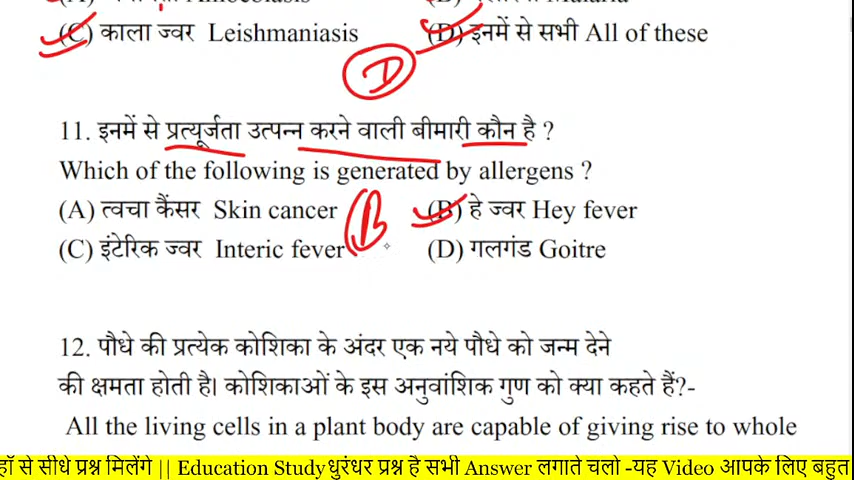 Amoebiasis Malaria
(C) काला ज्वर Leishmaniasis (D) इनमें से सभी All of these
D
11. इनमें से प्रत्यूर्जता उत्पन्न करने वाली बीमारी कौन है ?
Which of the following is generated by allergens ?
(A) त्वचा कैंसर Skin cancer (B) हे ज्वर Hey fever
B
(C) इंटेरिक ज्वर Interic fever (D) गलगंड Goitre
12. पौधे की प्रत्येक कोशिका के अंदर एक नये पौधे को जन्म देने
की क्षमता होती है। कोशिकाओं के इस अनुवांशिक गुण को क्या कहते हैं?-
All the living cells in a plant body are capable of giving rise to whole
से सीधे प्रश्न मिलेंगे || Education Studyधुरंधर प्रश्न है सभी Answer लगाते चलो -यह Video आपके लिए बहुत